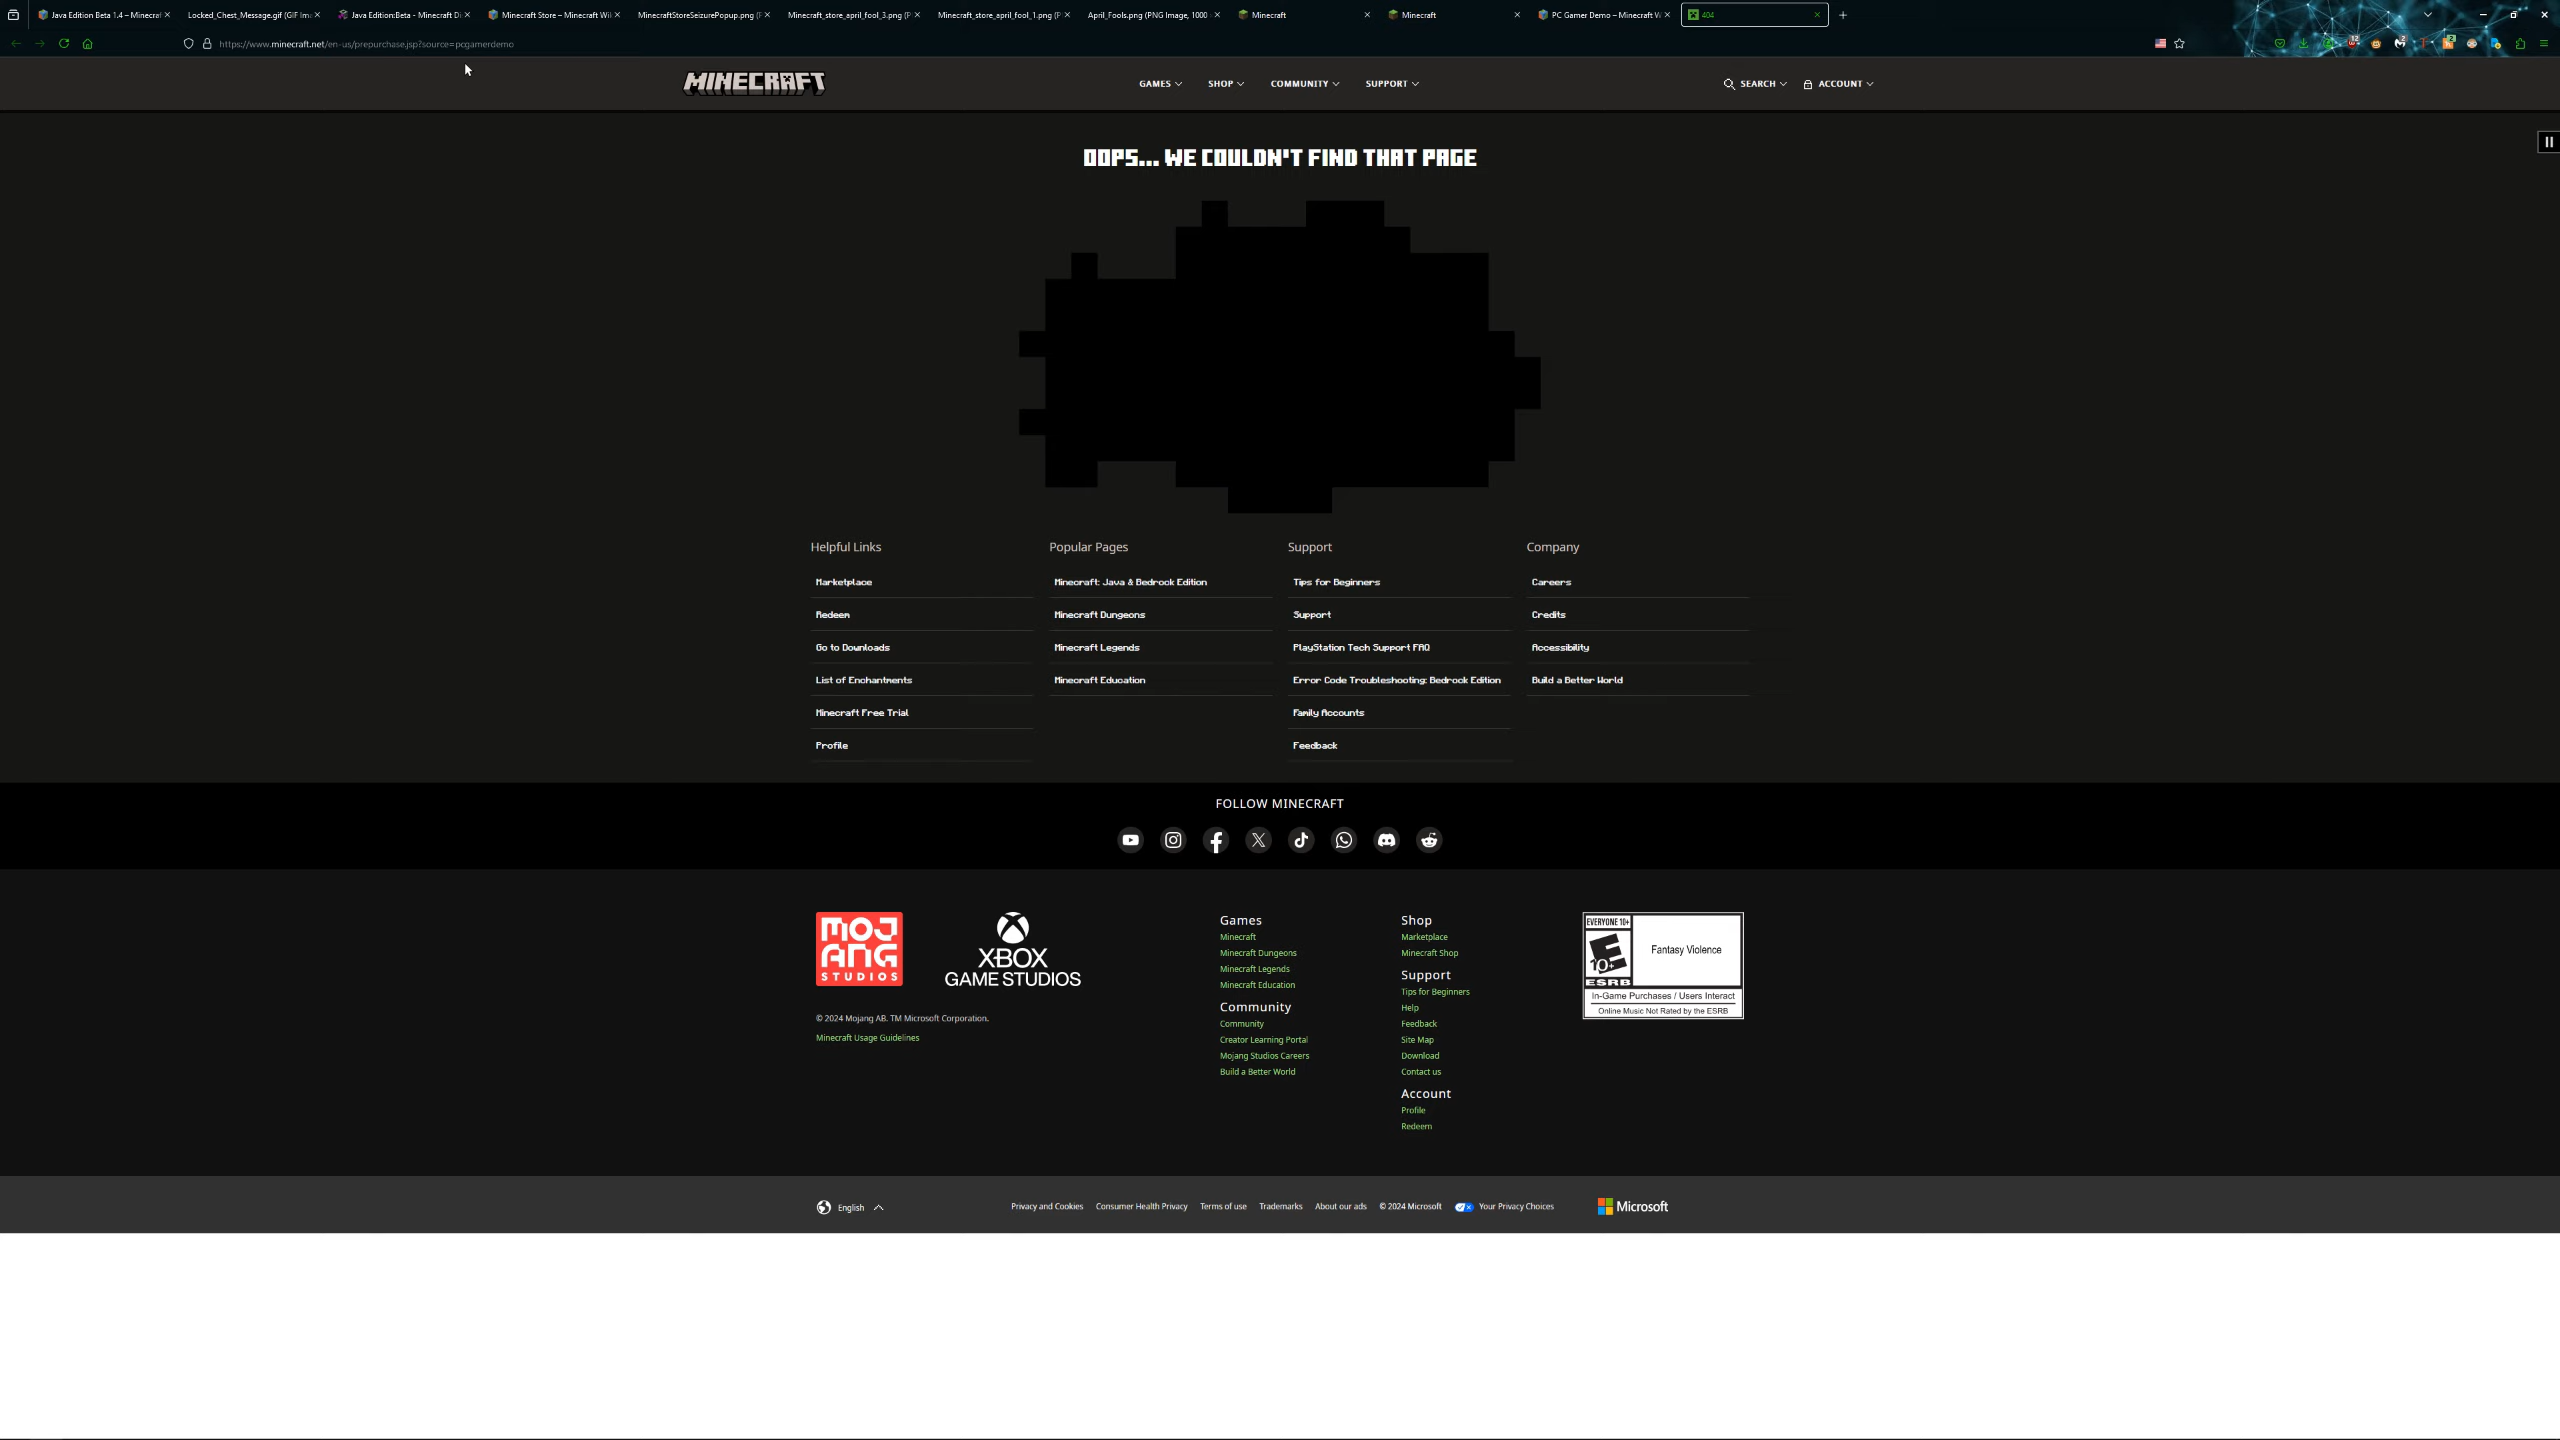 Java Edition Beta 1.4 – Minecraf
Locked_Chest_Message.gif (GIF Im
Java Edition:Beta - Minecraft Di
Minecraft Store – Minecraft Wi
MinecraftStoreSeizurePopup.png (
Minecraft_store_april_fool_3.png (P
Minecraft_store_april_fool_1.png (P
April_Fools.png (PNG Image, 1000
Minecraft
Minecraft
PC Gamer Demo – Minecraft W
404
https://www.minecraft.net/en-us/prepurchase.jsp?source=pcgamerdemo
MINECRAFT
GAMES
SHOP
COMMUNITY
SUPPORT
SEARCH
ACCOUNT
OOPS... WE COULDN'T FIND THAT PAGE
Helpful Links
Marketplace
Redeem
Go to Downloads
List of Enchantments
Minecraft Free Trial
Profile
Popular Pages
Minecraft: Java & Bedrock Edition
Minecraft Dungeons
Minecraft Legends
Minecraft Education
Support
Tips for Beginners
Support
PlayStation Tech Support FAQ
Error Code Troubleshooting: Bedrock Edition
Family Accounts
Feedback
Company
Careers
Credits
Accessibility
Build a Better World
FOLLOW MINECRAFT
MOJANG
STUDIOS
XBOX
GAME STUDIOS
© 2024 Mojang AB. TM Microsoft Corporation.
Minecraft Usage Guidelines
Games
Minecraft
Minecraft Dungeons
Minecraft Legends
Minecraft Education
Community
Community
Creator Learning Portal
Mojang Studios Careers
Build a Better World
Shop
Marketplace
Minecraft Shop
Support
Tips for Beginners
Help
Feedback
Site Map
Download
Contact us
Account
Profile
Redeem
EVERYONE 10+
E
10+
ESRB
Fantasy Violence
In-Game Purchases / Users Interact
Online Music Not Rated by the ESRB
English
Privacy and Cookies
Consumer Health Privacy
Terms of use
Trademarks
About our ads
© 2024 Microsoft
Your Privacy Choices
Microsoft